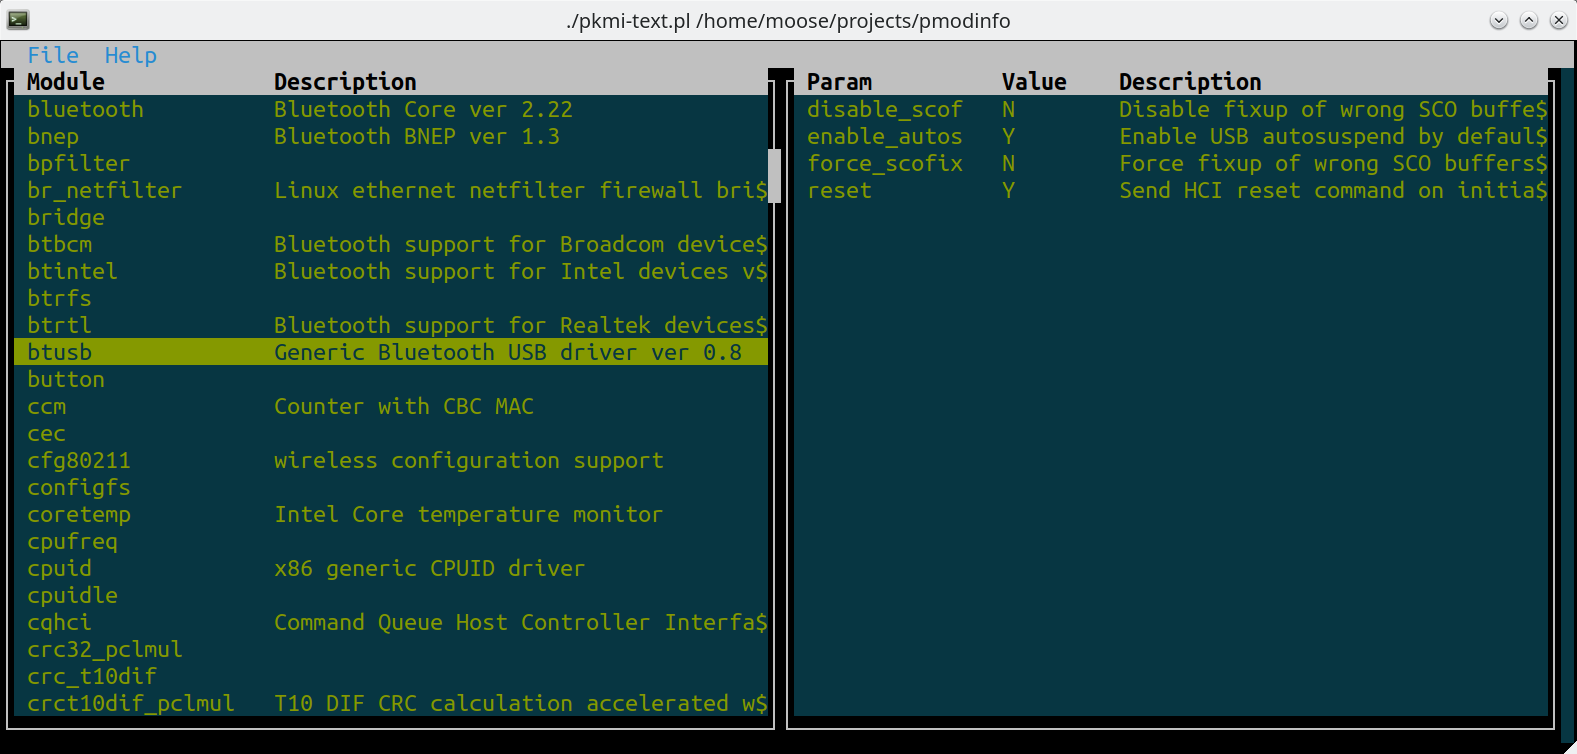 ./pkmi-text.pl /home/moose/projects/pmodinfo
File Help
Module Description
bluetooth Bluetooth Core ver 2.22
bnep Bluetooth BNEP ver 1.3
bpfilter
br_netfilter Linux ethernet netfilter firewall bri$
bridge
btbcm Bluetooth support for Broadcom device$
btintel Bluetooth support for Intel devices v$
btrfs
btrtl Bluetooth support for Realtek devices$
btusb Generic Bluetooth USB driver ver 0.8
button
ccm Counter with CBC MAC
cec
cfg80211 wireless configuration support
configfs
coretemp Intel Core temperature monitor
cpufreq
cpuid x86 generic CPUID driver
cpuidle
cqhci Command Queue Host Controller Interfa$
crc32_pclmul
crc_t10dif
crct10dif_pclmul T10 DIF CRC calculation accelerated w$
Param Value Description
disable_scof N Disable fixup of wrong SCO buffe$
enable_autos Y Enable USB autosuspend by defaul$
force_scofix N Force fixup of wrong SCO buffers$
reset Y Send HCI reset command on initia$